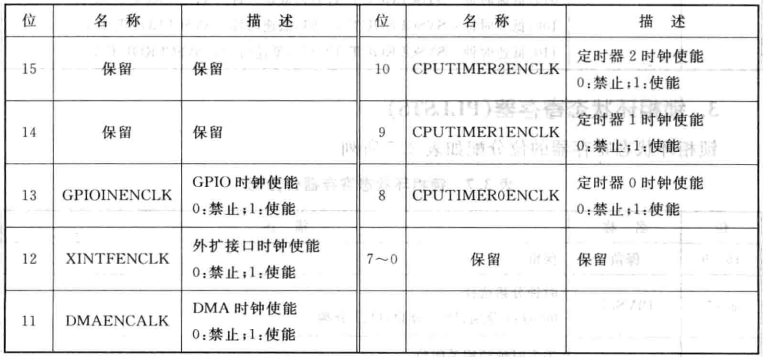 位 名 称 描 述 位 名 称 描 述
15 保留 保留 10 CPUTIMER2ENCLK 定时器 2 时钟使能
0:禁止;1:使能
14 保留 保留 9 CPUTIMER1ENCLK 定时器 1 时钟使能
0:禁止;1:使能
13 GPIOINENCLK GPIO 时钟使能 8 CPUTIMER0ENCLK 定时器 0 时钟使能
0:禁止;1:使能 0:禁止;1:使能
12 XINTFENCLK 外扩接口时钟使能 7~0 保留 保留
0:禁止;1:使能
11 DMAENCALK DMA 时钟使能
0:禁止;1:使能